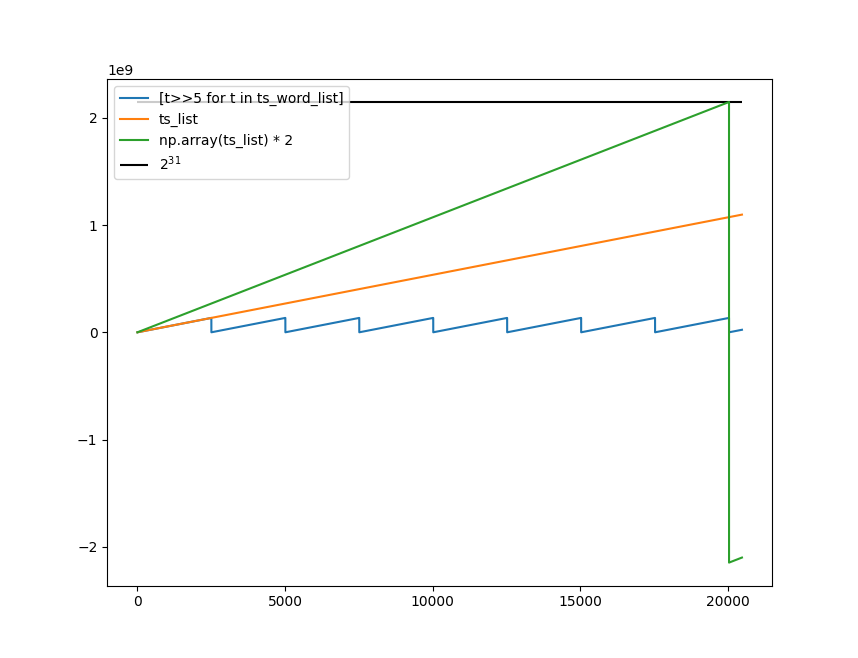 1e9
[t>>5 for t in ts_word_list]
ts_list
np.array(ts_list) * 2
2^31
2
1
0
−1
−2
0 5000 10000 15000 20000